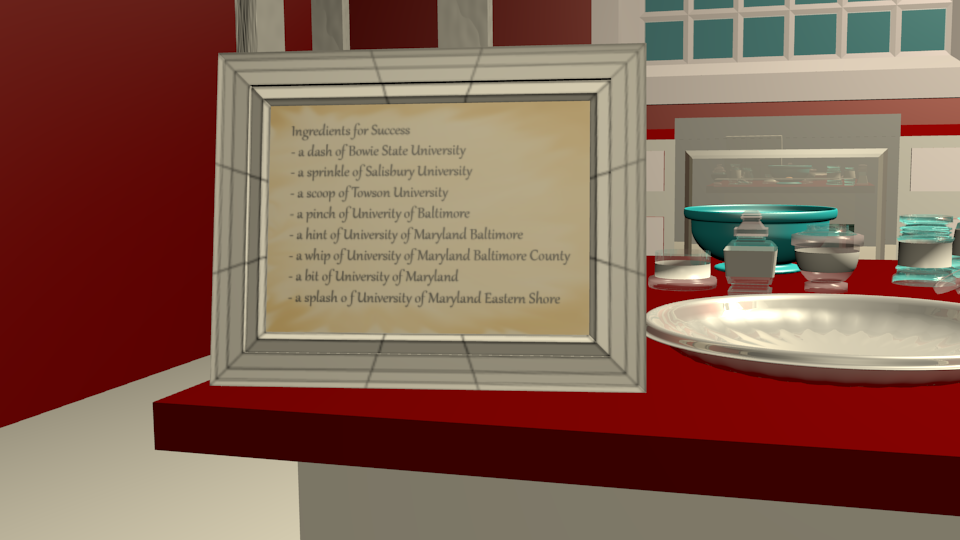 Ingredients for Success
- a dash of Bowie State University
- a sprinkle of Salisbury University
- a scoop of Towson University
- a pinch of Univerity of Baltimore
- a hint of University of Maryland Baltimore
- a whip of University of Maryland Baltimore County
- a bit of University of Maryland
- a splash o f University of Maryland Eastern Shore